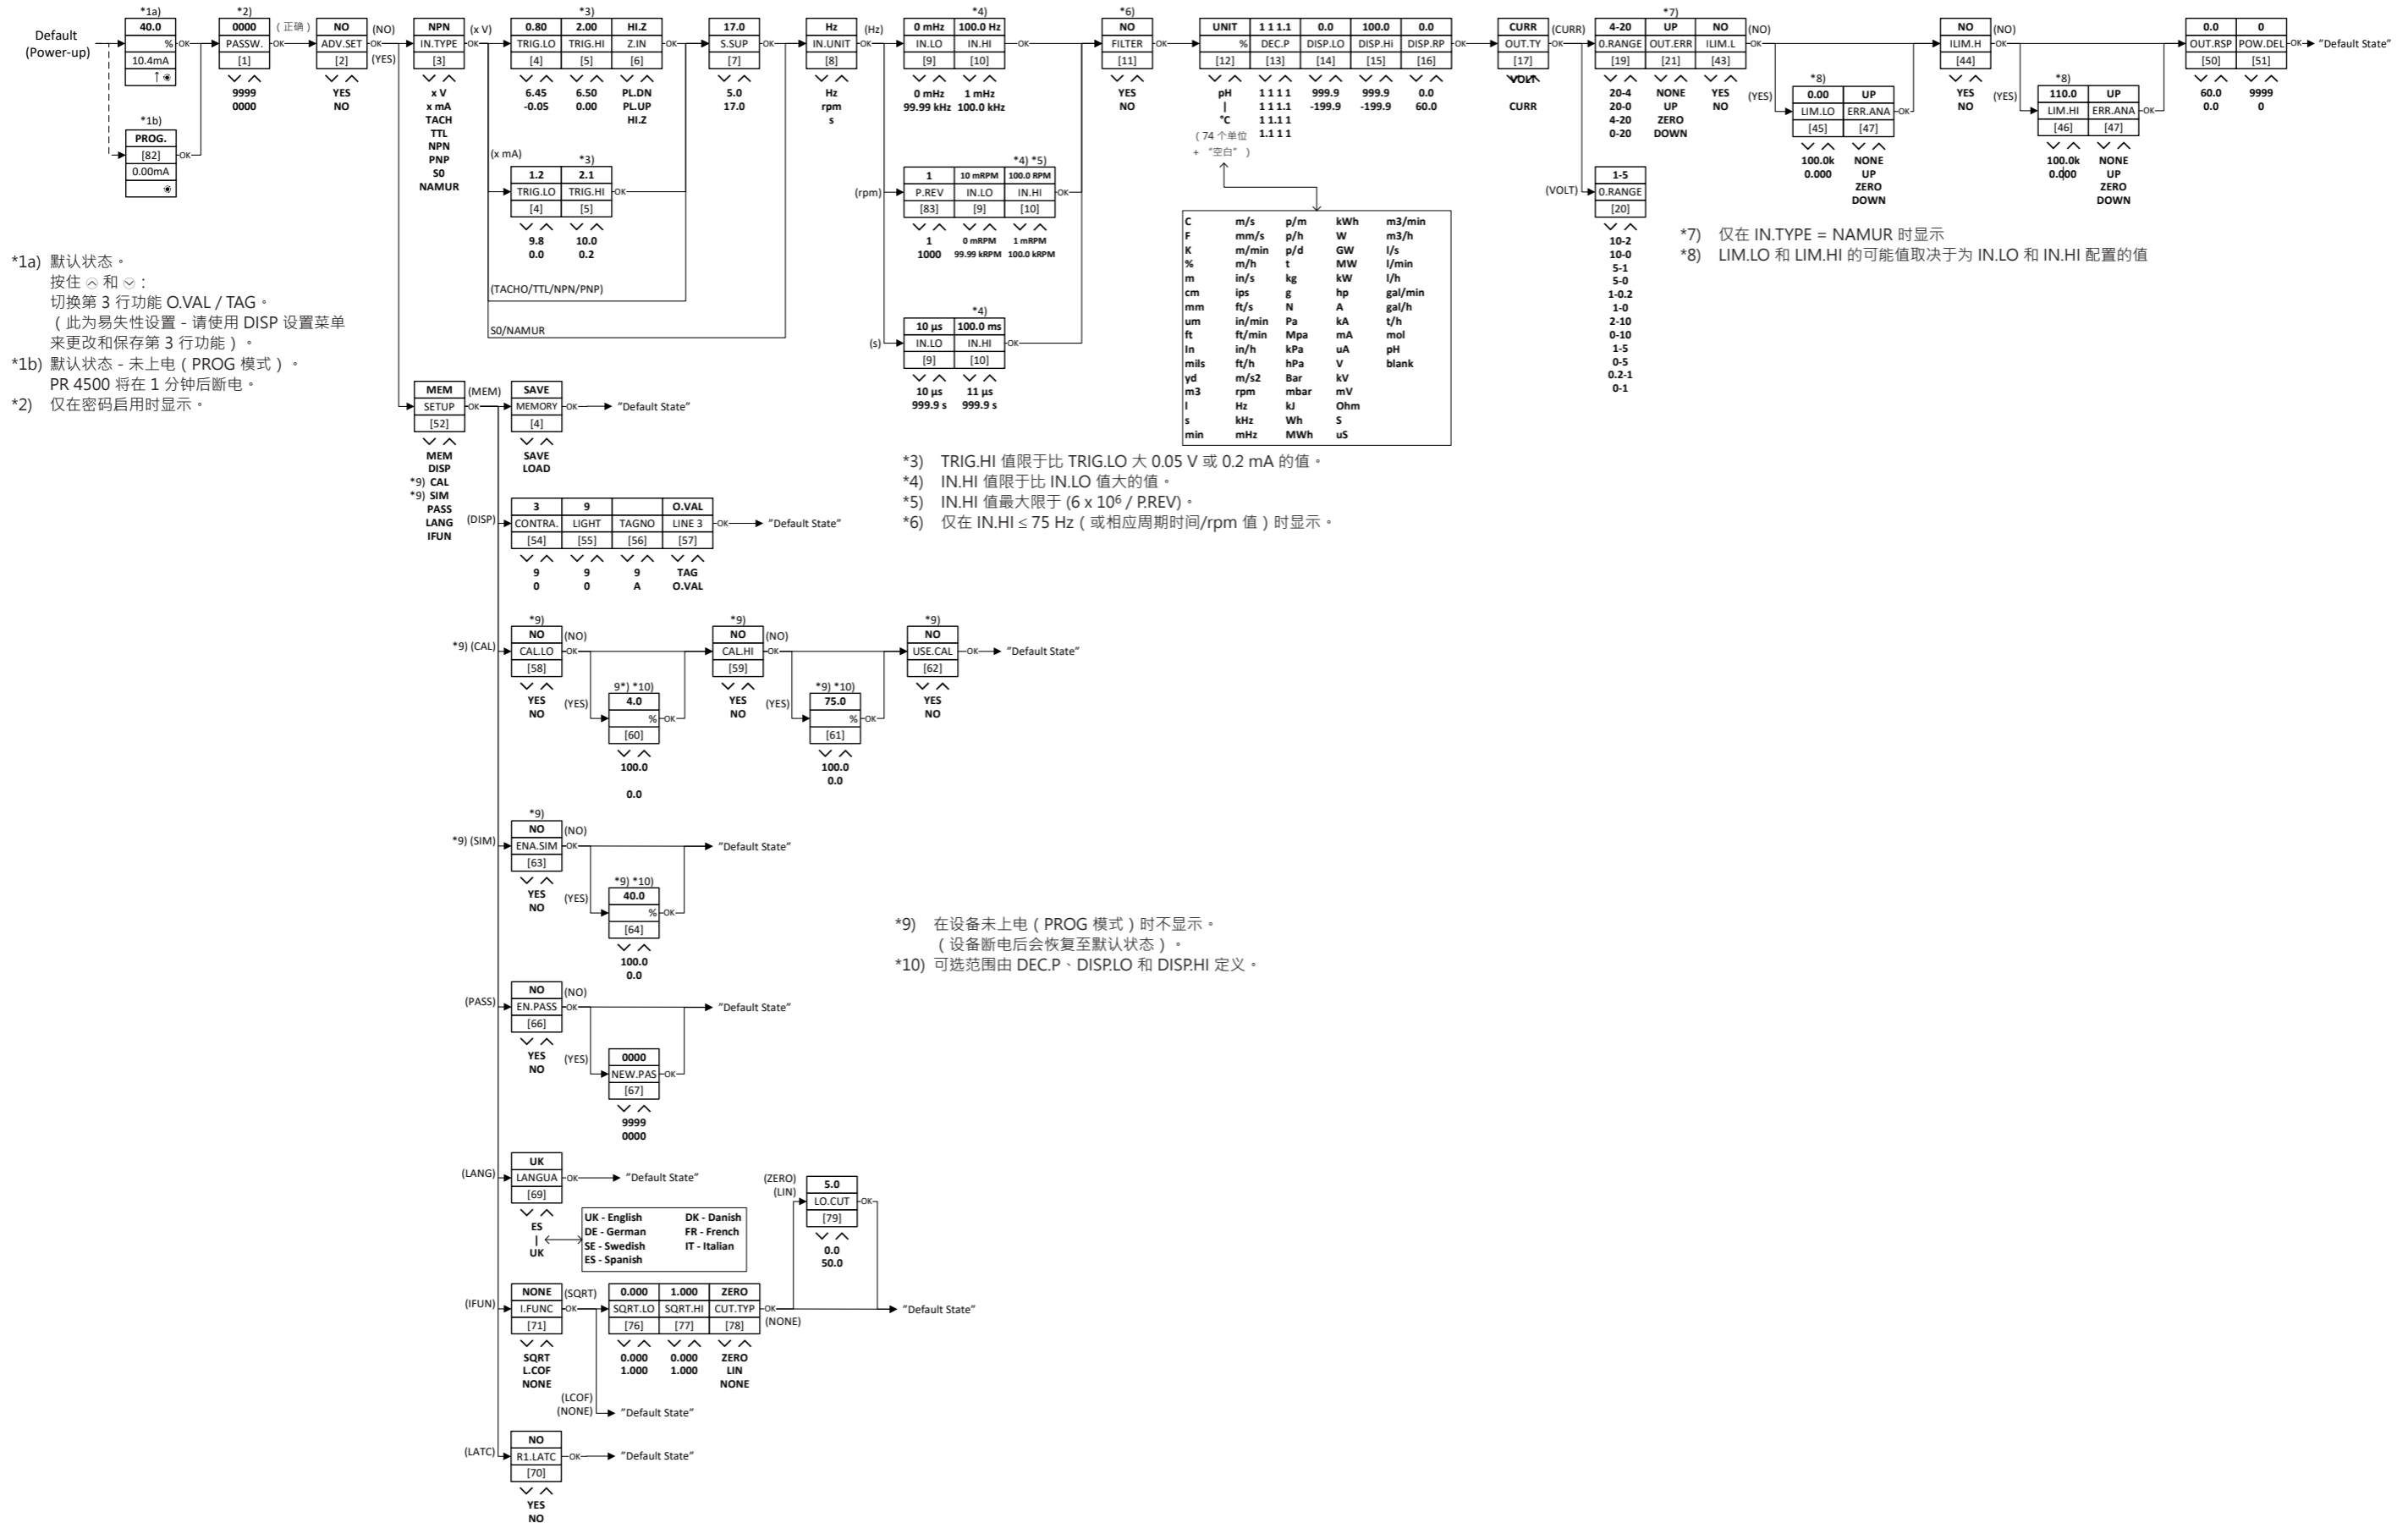 Default
(Power-up)
*1a)
40.0
%
OK
10.4mA
↑
*1b)
PROG.
[82]
OK
0.00mA
*2)
0000
(正确)
PASSW.
OK
[1]
9999
0000
NO
(NO)
ADV.SET
OK
[2]
(YES)
YES
NO
NPN
(x V)
IN.TYPE
OK
[3]
x V
x mA
TACH
TTL
NPN
PNP
S0
NAMUR
*3)
0.80 2.00 HI.Z
TRIG.LO TRIG.HI Z.IN
OK
[4] [5] [6]
6.45 6.50 PL.DN
-0.05 0.00 PL.UP
HI.Z
(x mA)
*3)
1.2 2.1
TRIG.LO TRIG.HI
OK
[4] [5]
9.8 10.0
0.0 0.2
(TACHO/TTL/NPN/PNP)
S0/NAMUR
17.0
S.SUP
OK
[7]
5.0
17.0
Hz
(Hz)
IN.UNIT
OK
[8]
Hz
rpm
s
*4)
0 mHz 100.0 Hz
IN.LO IN.HI
OK
[9] [10]
0 mHz 1 mHz
99.99 kHz 100.0 kHz
*4) *5)
1 10 mRPM 100.0 RPM
(rpm)
P.REV IN.LO IN.HI
OK
[83] [9] [10]
1 0 mRPM 1 mRPM
1000 99.99 kRPM 100.0 kRPM
*4)
10 µs 100.0 ms
(s)
IN.LO IN.HI
OK
[9] [10]
10 µs 11 µs
999.9 s 999.9 s
*6)
NO
FILTER
OK
[11]
YES
NO
UNIT 1 1 1.1 0.0 100.0 0.0
% DEC.P DISP.LO DISP.Hi DISP.RP
OK
[12] [13] [14] [15] [16]
pH 1 1 1 1 999.9 999.9 0.0
| 1 1 1.1 -199.9 -199.9 60.0
°C 1 1.1 1
(74 个单位 1.1 1 1
+ “空白”)
C m/s p/m kWh m3/min
F mm/s p/h W m3/h
K m/min p/d GW l/s
% m/h t MW l/min
m in/s kg kW l/h
cm ips g hp gal/min
mm ft/s N A gal/h
um in/min Pa kA t/h
ft ft/min Mpa mA mol
In in/h kPa uA pH
mils ft/h hPa V blank
yd m/s2 Bar kV
m3 rpm mbar mV
l Hz kJ Ohm
s kHz Wh S
min mHz MWh uS
CURR
(CURR)
OUT.TY
OK
[17]
VOLT
CURR
*7)
4-20 UP NO
(NO)
O.RANGE OUT.ERR ILIM.L
OK
[19] [21] [43]
20-4 NONE YES
20-0 UP NO
4-20 ZERO
0-20 DOWN
(VOLT)
1-5
O.RANGE
[20]
10-2
10-0
5-1
5-0
1-0.2
1-0
2-10
0-10
1-5
0-5
0.2-1
0-1
(YES)
*8)
0.00 UP
LIM.LO ERR.ANA
OK
[45] [47]
100.0k NONE
0.000 UP
ZERO
DOWN
NO
(NO)
ILIM.H
OK
[44]
YES
NO
(YES)
*8)
110.0 UP
LIM.HI ERR.ANA
OK
[46] [47]
100.0k NONE
0.000 UP
ZERO
DOWN
0.0 0
OUT.RSP POW.DEL
OK
"Default State"
[50] [51]
60.0 9999
0.0 0
*1a) 默认状态。
按住 和 :
切换第 3 行功能 O.VAL / TAG。
(此为易失性设置 - 请使用 DISP 设置菜单
来更改和保存第 3 行功能)。
*1b) 默认状态 - 未上电(PROG 模式)。
PR 4500 将在 1 分钟后断电。
*2) 仅在密码启用时显示。
*7) 仅在 IN.TYPE = NAMUR 时显示
*8) LIM.LO 和 LIM.HI 的可能值取决于为 IN.LO 和 IN.HI 配置的值
*3) TRIG.HI 值限于比 TRIG.LO 大 0.05 V 或 0.2 mA 的值。
*4) IN.HI 值限于比 IN.LO 值大的值。
*5) IN.HI 值最大限于 (6 x 10⁶ / P.REV)。
*6) 仅在 IN.HI ≤ 75 Hz(或相应周期时间/rpm 值)时显示。
MEM
(MEM)
SETUP
OK
[52]
MEM
DISP
*9) CAL
*9) SIM
PASS
LANG
IFUN
SAVE
MEMORY
OK
"Default State"
[4]
SAVE
LOAD
3 9 O.VAL
(DISP)
CONTRA. LIGHT TAGNO LINE 3
OK
"Default State"
[54] [55] [56] [57]
9 9 9 TAG
0 0 A O.VAL
*9)
NO
(NO)
*9) (CAL)
CAL.LO
OK
[58]
YES
NO
(YES)
9*) *10)
4.0
%
OK
[60]
100.0
0.0
*9)
NO
(NO)
CAL.HI
OK
[59]
YES
NO
(YES)
*9) *10)
75.0
%
OK
[61]
100.0
0.0
*9)
NO
USE.CAL
OK
"Default State"
[62]
YES
NO
*9)
NO
(NO)
*9) (SIM)
ENA.SIM
OK
"Default State"
[63]
YES
NO
(YES)
*9) *10)
40.0
%
OK
[64]
100.0
0.0
*9) 在设备未上电(PROG 模式)时不显示。
(设备断电后会恢复至默认状态)。
*10) 可选范围由 DEC.P、DISP.LO 和 DISP.HI 定义。
NO
(NO)
(PASS)
EN.PASS
OK
"Default State"
[66]
YES
NO
(YES)
0000
NEW.PAS
OK
[67]
9999
0000
UK
(LANG)
LANGUA
OK
"Default State"
[69]
ES
|
UK
UK - English DK - Danish
DE - German FR - French
SE - Swedish IT - Italian
ES - Spanish
(ZERO)
(LIN)
5.0
LO.CUT
OK
[79]
0.0
50.0
NONE
(SQRT)
0.000 1.000 ZERO
(IFUN)
I.FUNC
OK
SQRT.LO SQRT.HI CUT.TYP
OK
"Default State"
[71] [76] [77] [78]
(NONE)
SQRT 0.000 0.000 ZERO
L.COF 1.000 1.000 LIN
NONE NONE
(LCOF)
(NONE)
"Default State"
NO
(LATC)
R1.LATC
OK
"Default State"
[70]
YES
NO